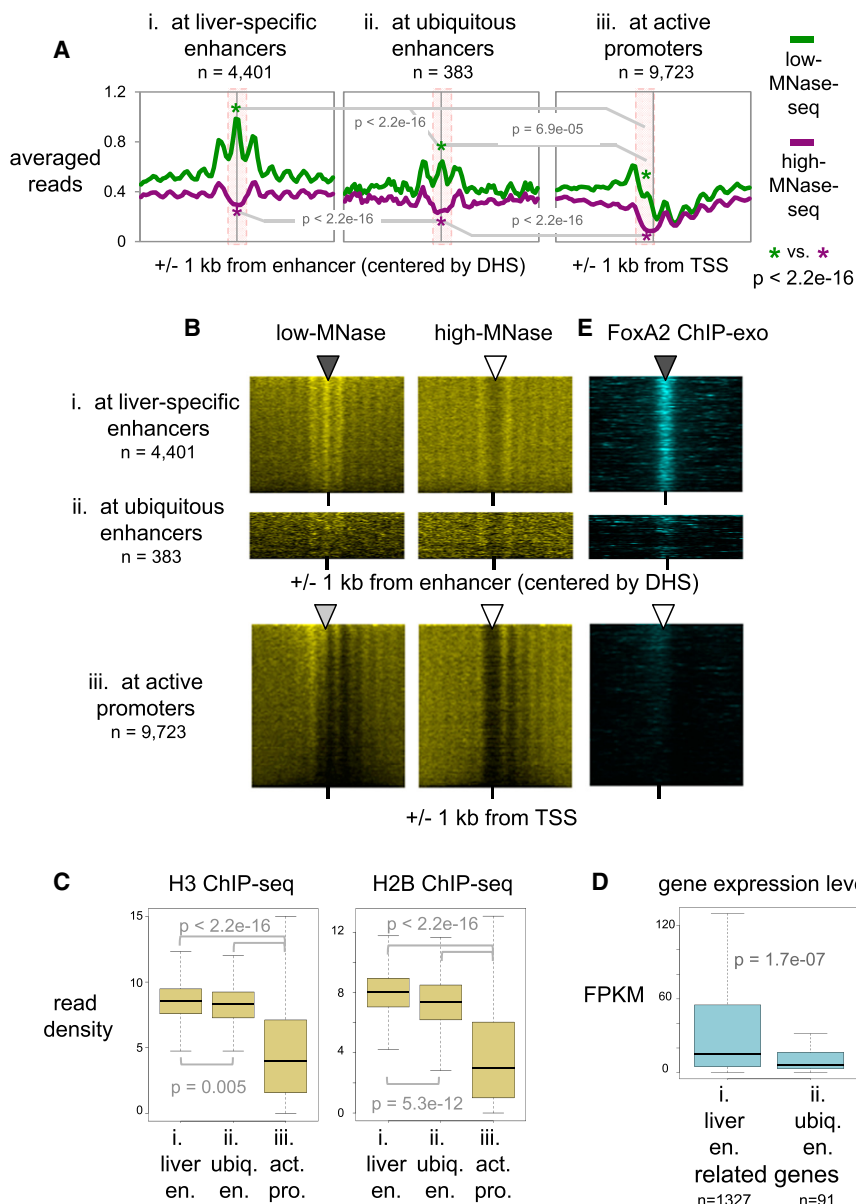 A
i. at liver-specific
enhancers
n = 4,401
ii. at ubiquitous
enhancers
n = 383
iii. at active
promoters
n = 9,723
low-
MNase-
seq
high-
MNase-
seq
* vs. *
p < 2.2e-16
averaged
reads
1.2
0.8
0.4
0
*
*
*
*
*
*
p < 2.2e-16
p = 6.9e-05
p < 2.2e-16
p < 2.2e-16
+/- 1 kb from enhancer (centered by DHS)
+/- 1 kb from TSS
B
low-MNase
high-MNase
E
FoxA2 ChIP-exo
i. at liver-specific
enhancers
n = 4,401
ii. at ubiquitous
enhancers
n = 383
+/- 1 kb from enhancer (centered by DHS)
iii. at active
promoters
n = 9,723
+/- 1 kb from TSS
C
H3 ChIP-seq
read
density
15
10
5
0
p < 2.2e-16
p = 0.005
i.
liver
en.
ii.
ubiq.
en.
iii.
act.
pro.
H2B ChIP-seq
12
8
4
0
p < 2.2e-16
p = 5.3e-12
i.
liver
en.
ii.
ubiq.
en.
iii.
act.
pro.
D
gene expression leve
FPKM
120
60
0
p = 1.7e-07
i.
liver
en.
ii.
ubiq.
en.
related genes
n=1327
n=91